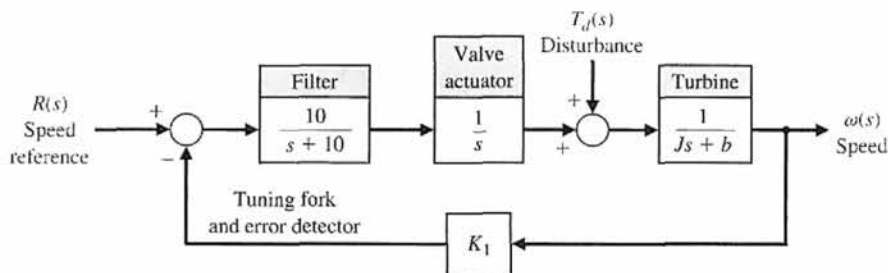 T_d(s)
Disturbance
Valve
actuator
Filter
Turbine
R(s)
Speed
reference
+
−
10
s + 10
1
s
+
+
1
Js + b
ω(s)
Speed
Tuning fork
and error detector
K_1